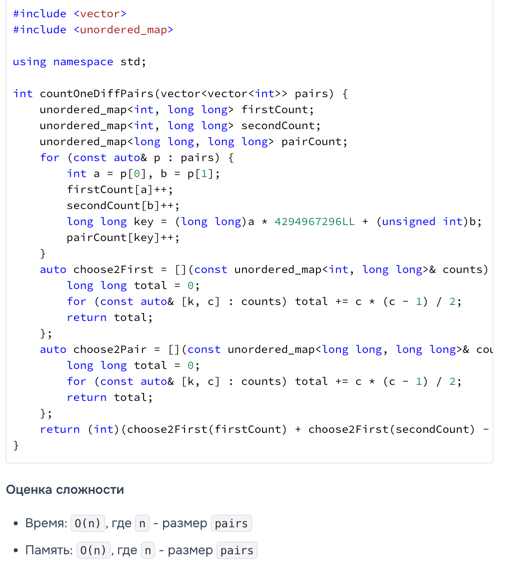 #include <vector>
#include <unordered_map>

using namespace std;

int countOneDiffPairs(vector<vector<int>> pairs) {
    unordered_map<int, long long> firstCount;
    unordered_map<int, long long> secondCount;
    unordered_map<long long, long long> pairCount;
    for (const auto& p : pairs) {
        int a = p[0], b = p[1];
        firstCount[a]++;
        secondCount[b]++;
        long long key = (long long)a * 4294967296LL + (unsigned int)b;
        pairCount[key]++;
    }
    auto choose2First = [](const unordered_map<int, long long>& counts)
        long long total = 0;
        for (const auto& [k, c] : counts) total += c * (c - 1) / 2;
        return total;
    };
    auto choose2Pair = [](const unordered_map<long long, long long>& cou
        long long total = 0;
        for (const auto& [k, c] : counts) total += c * (c - 1) / 2;
        return total;
    };
    return (int)(choose2First(firstCount) + choose2First(secondCount) -
}
Оценка сложности
• Время: O(n), где n - размер pairs
• Память: O(n), где n - размер pairs